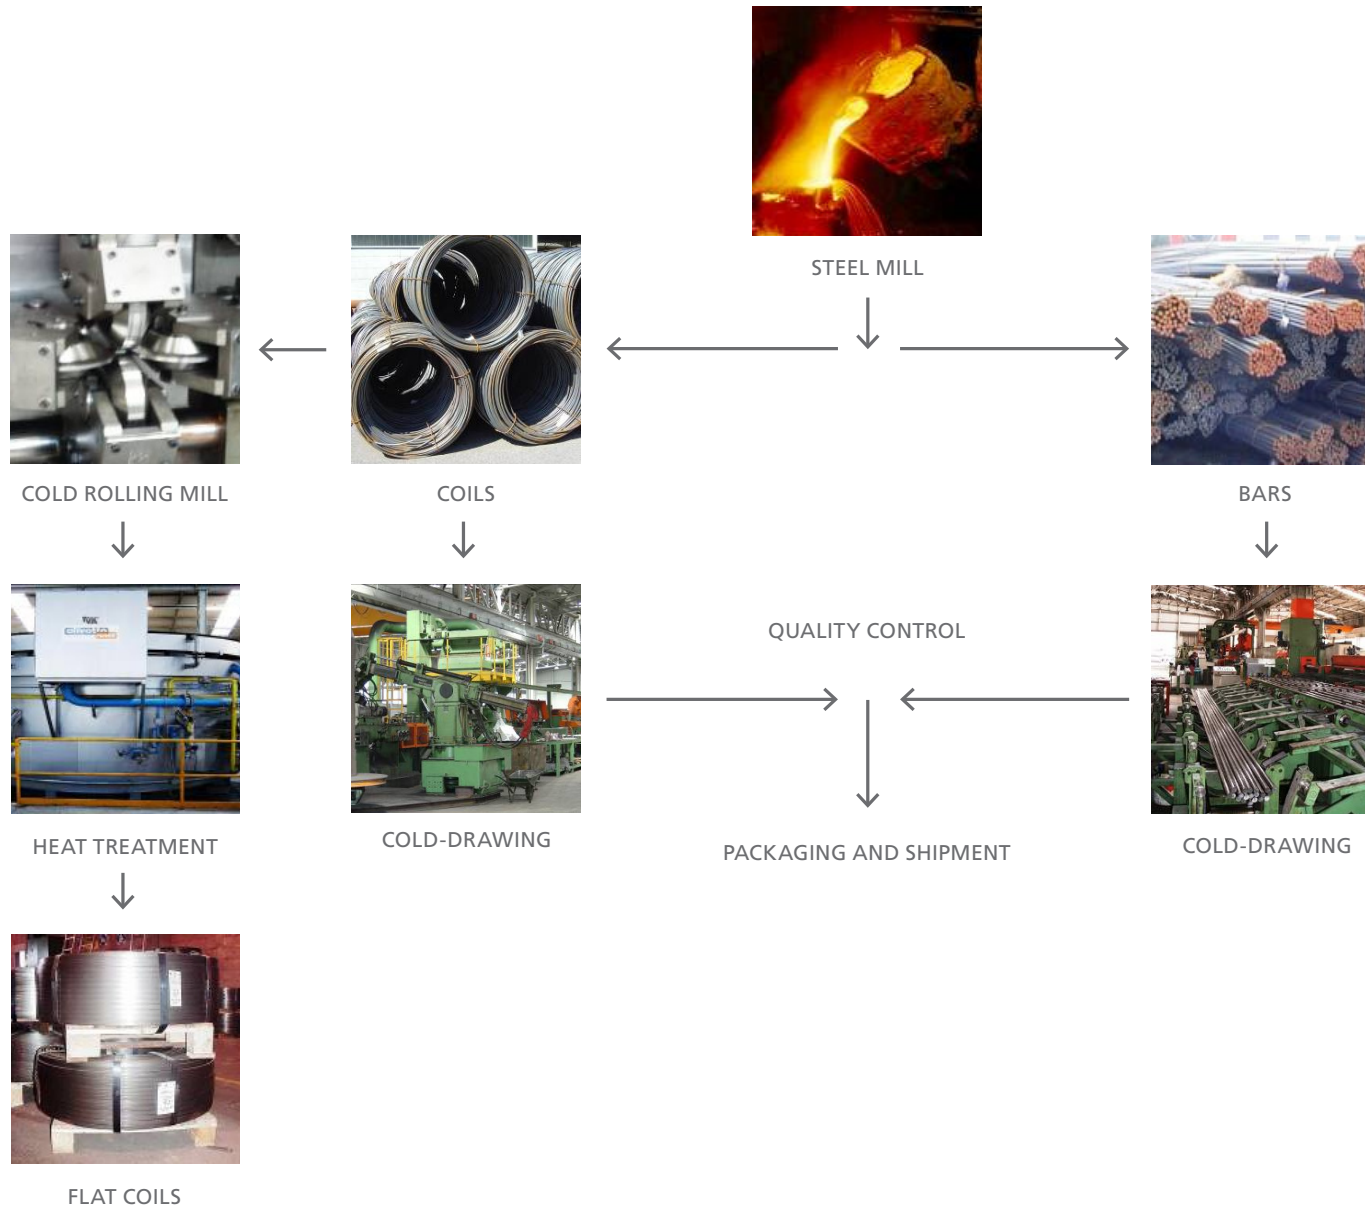 STEEL MILL
COLD ROLLING MILL
COILS
BARS
QUALITY CONTROL
HEAT TREATMENT
COLD-DRAWING
PACKAGING AND SHIPMENT
COLD-DRAWING
FLAT COILS